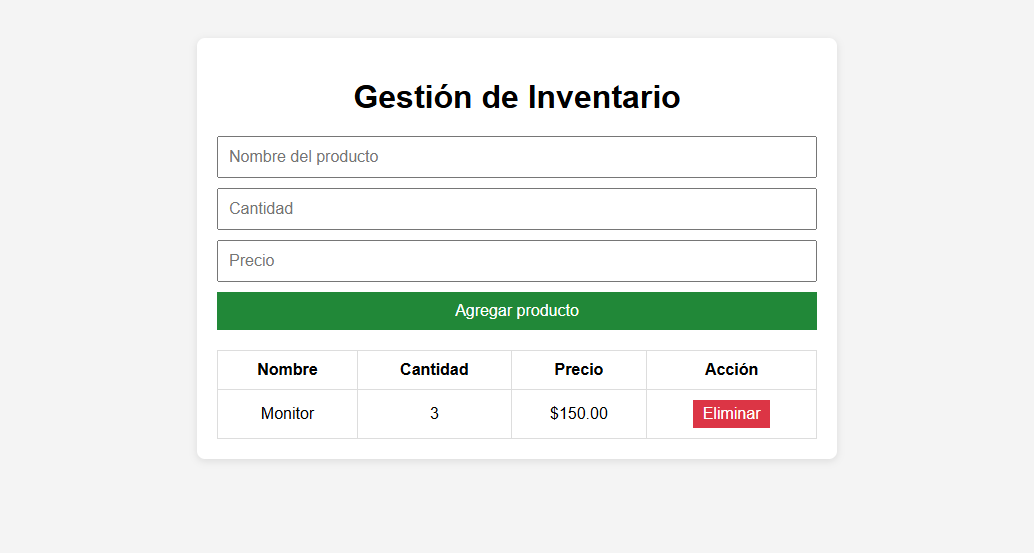 Gestión de Inventario
Nombre del producto
Cantidad
Precio
Agregar producto
Nombre Cantidad Precio Acción
Monitor 3 $150.00 Eliminar